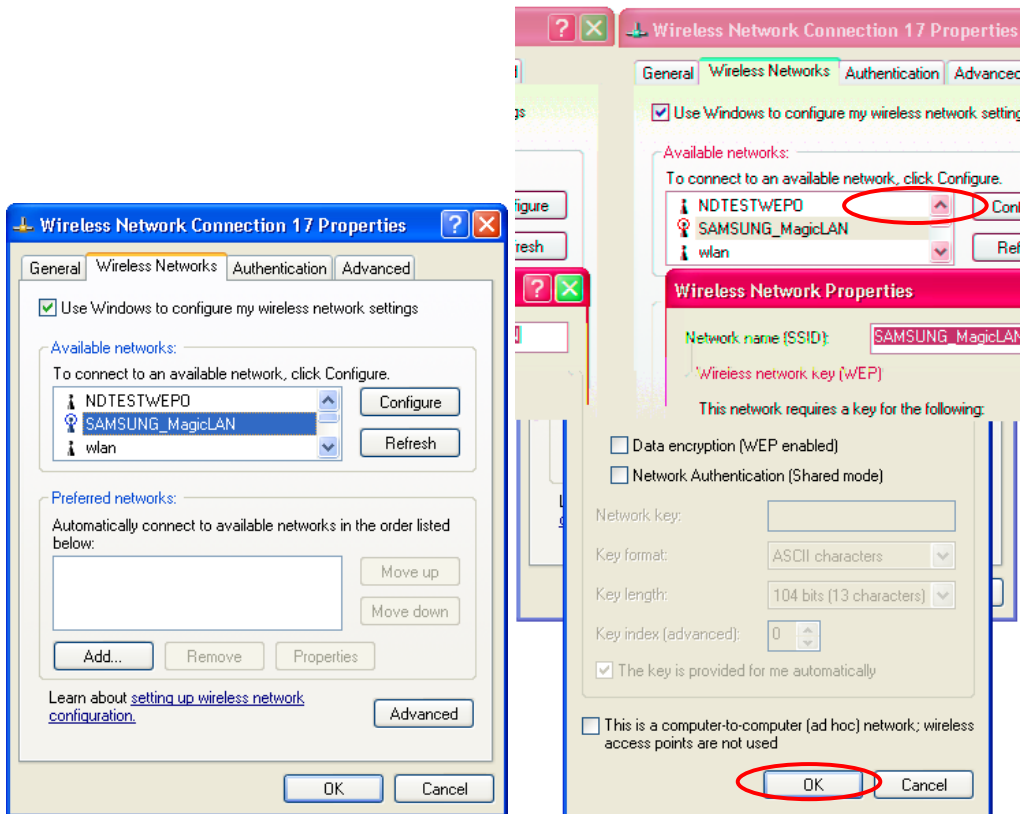 Wireless Network Connection 17 Properties
General Wireless Networks Authentication Advanced
Use Windows to configure my wireless network settings
Available networks:
To connect to an available network, click Configure.
NDTESTWEP0
SAMSUNG_MagicLAN
wlan
Configure
Refresh
Preferred networks:
Automatically connect to available networks in the order listed
below:
Move up
Move down
Add... Remove Properties
Learn about setting up wireless network
configuration.
Advanced
OK Cancel
Wireless Network Connection 17 Properties
General Wireless Networks Authentication Advanced
Use Windows to configure my wireless network setting
Available networks:
To connect to an available network, click Configure.
NDTESTWEP0
SAMSUNG_MagicLAN
wlan
Conf
Ref
igure
resh
gs
Wireless Network Properties
Network name (SSID): SAMSUNG_MagicLAN
Wireless network key (WEP)
This network requires a key for the following:
Data encryption (WEP enabled)
Network Authentication (Shared mode)
Network key:
Key format: ASCII characters
Key length: 104 bits (13 characters)
Key index (advanced): 0
The key is provided for me automatically
This is a computer-to-computer (ad hoc) network; wireless
access points are not used
OK Cancel